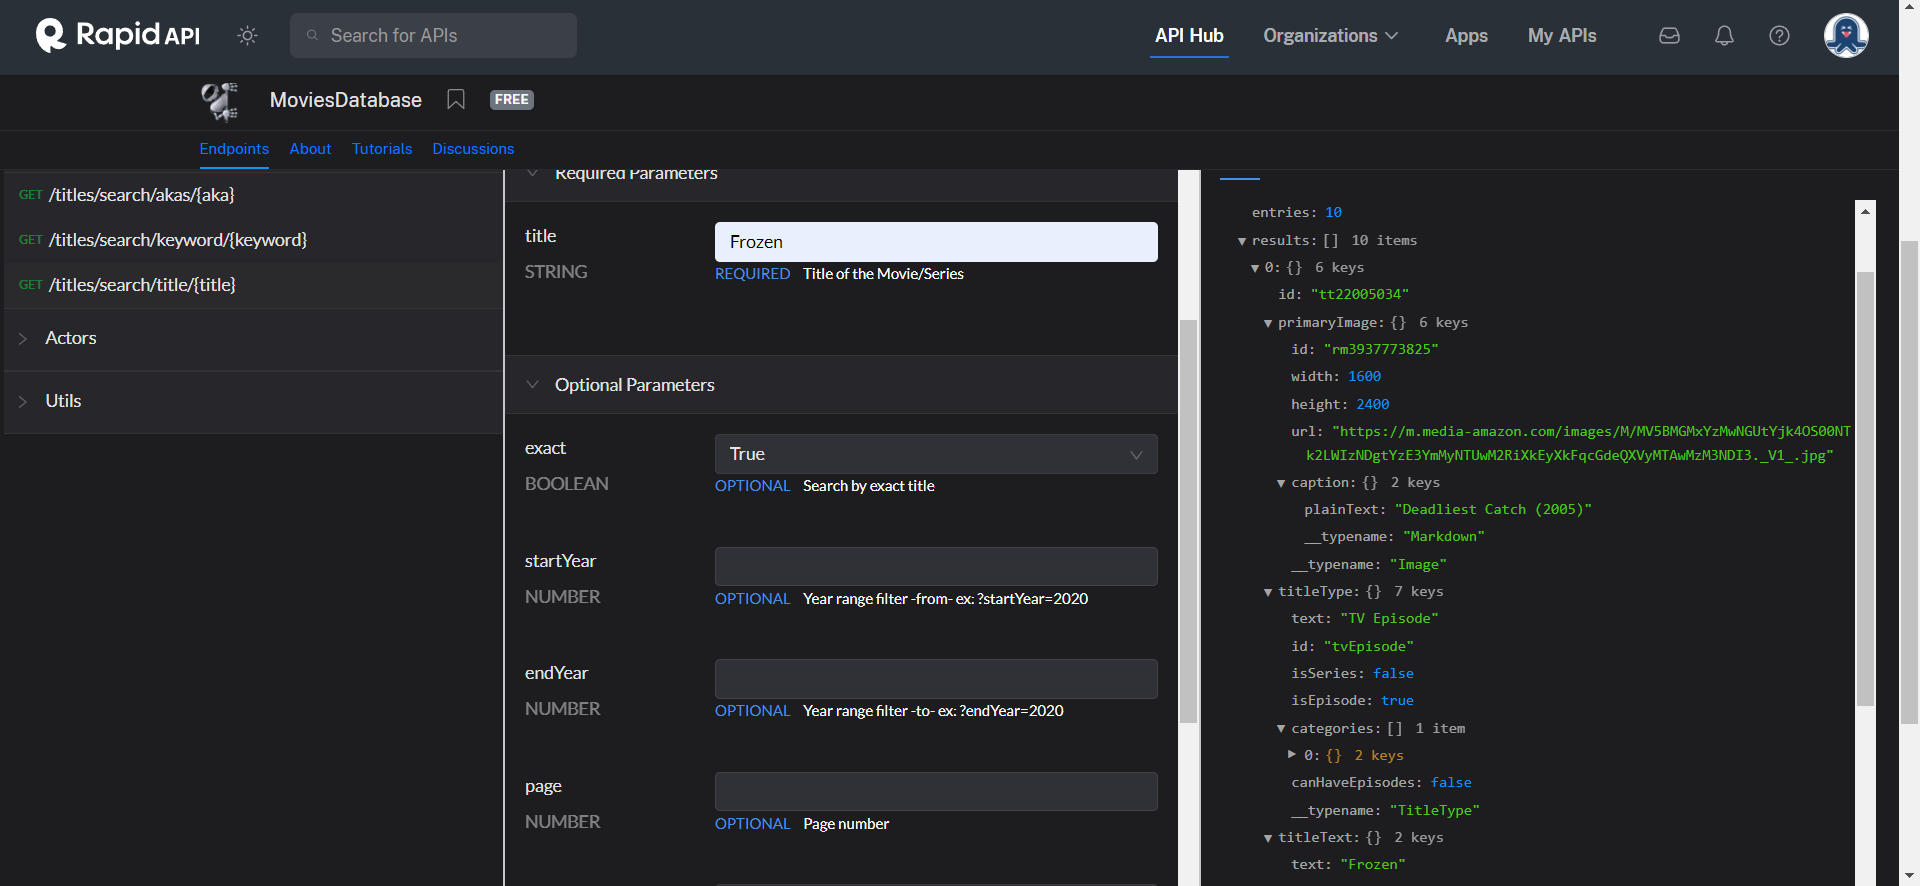 Rapid API
Search for APIs
API Hub
Organizations
Apps
My APIs
MoviesDatabase
FREE
Endpoints
About
Tutorials
Discussions
GET /titles/search/akas/{aka}
GET /titles/search/keyword/{keyword}
GET /titles/search/title/{title}
Actors
Utils
Required Parameters
title
Frozen
STRING
REQUIRED Title of the Movie/Series
Optional Parameters
exact
True
BOOLEAN
OPTIONAL Search by exact title
startYear
NUMBER
OPTIONAL Year range filter -from- ex: ?startYear=2020
endYear
NUMBER
OPTIONAL Year range filter -to- ex: ?endYear=2020
page
NUMBER
OPTIONAL Page number
entries: 10
results: [] 10 items
0: {} 6 keys
id: "tt22005034"
primaryImage: {} 6 keys
id: "rm3937773825"
width: 1600
height: 2400
url: "https://m.media-amazon.com/images/M/MV5BMGMxYzMwNGUtYjk4OS00NT
k2LWIzNDgtYzE3YmMyNTUwM2RiXkEyXkFqcGdeQXVyMTAwMzM3NDI3._V1_.jpg"
caption: {} 2 keys
plainText: "Deadliest Catch (2005)"
__typename: "Markdown"
__typename: "Image"
titleType: {} 7 keys
text: "TV Episode"
id: "tvEpisode"
isSeries: false
isEpisode: true
categories: [] 1 item
0: {} 2 keys
canHaveEpisodes: false
__typename: "TitleType"
titleText: {} 2 keys
text: "Frozen"